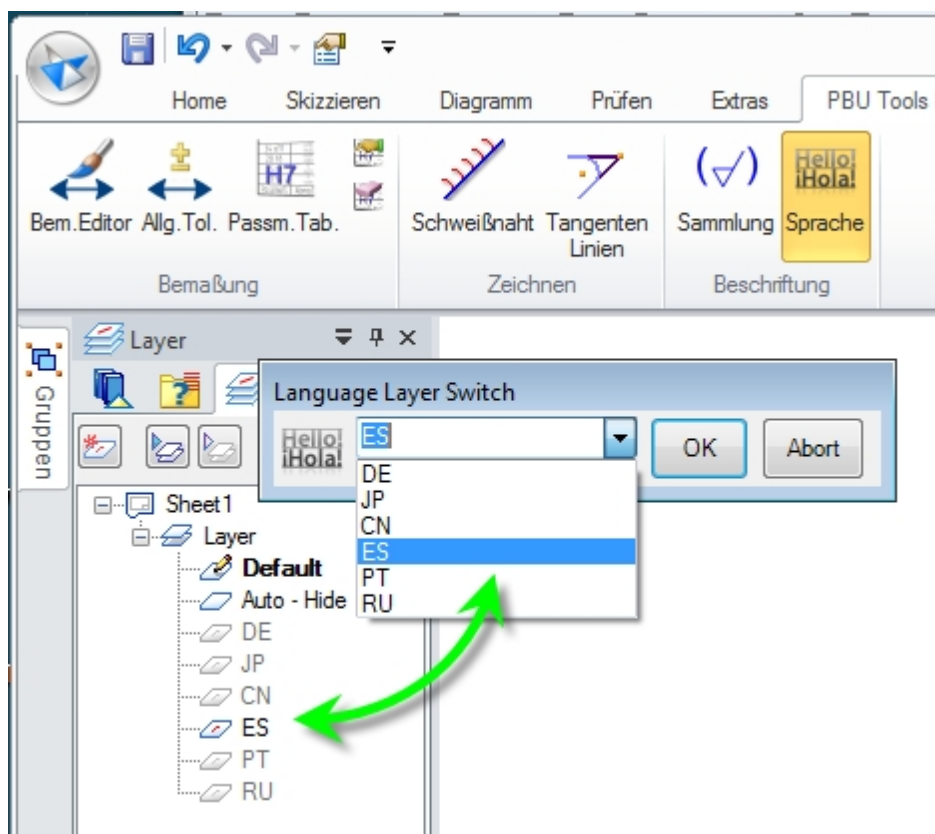 Home Skizzieren Diagramm Prüfen Extras PBU Tools
H7
H7
Hello!
¡Hola!
Bem.Editor Allg.Tol. Passm.Tab. Schweißnaht Tangenten Linien Sammlung Sprache
Bemaßung Zeichnen Beschriftung
Gruppen
Layer
Language Layer Switch
Hello!
¡Hola!
ES
OK
Abort
DE
JP
CN
ES
PT
RU
Sheet1
Layer
Default
Auto - Hide
DE
JP
CN
ES
PT
RU